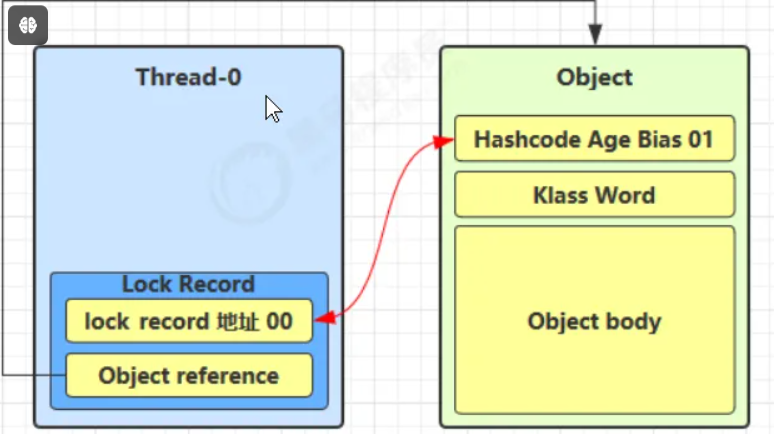 Thread-0
Object
Hashcode Age Bias 01
Klass Word
Lock Record
lock record 地址 00
Object body
Object reference